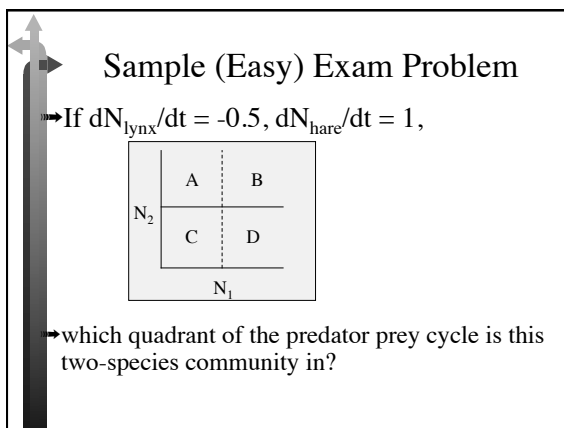 Sample (Easy) Exam Problem
If dN_lynx/dt = -0.5, dN_hare/dt = 1,
A B
N_2
C D
N_1
which quadrant of the predator prey cycle is this
two-species community in?